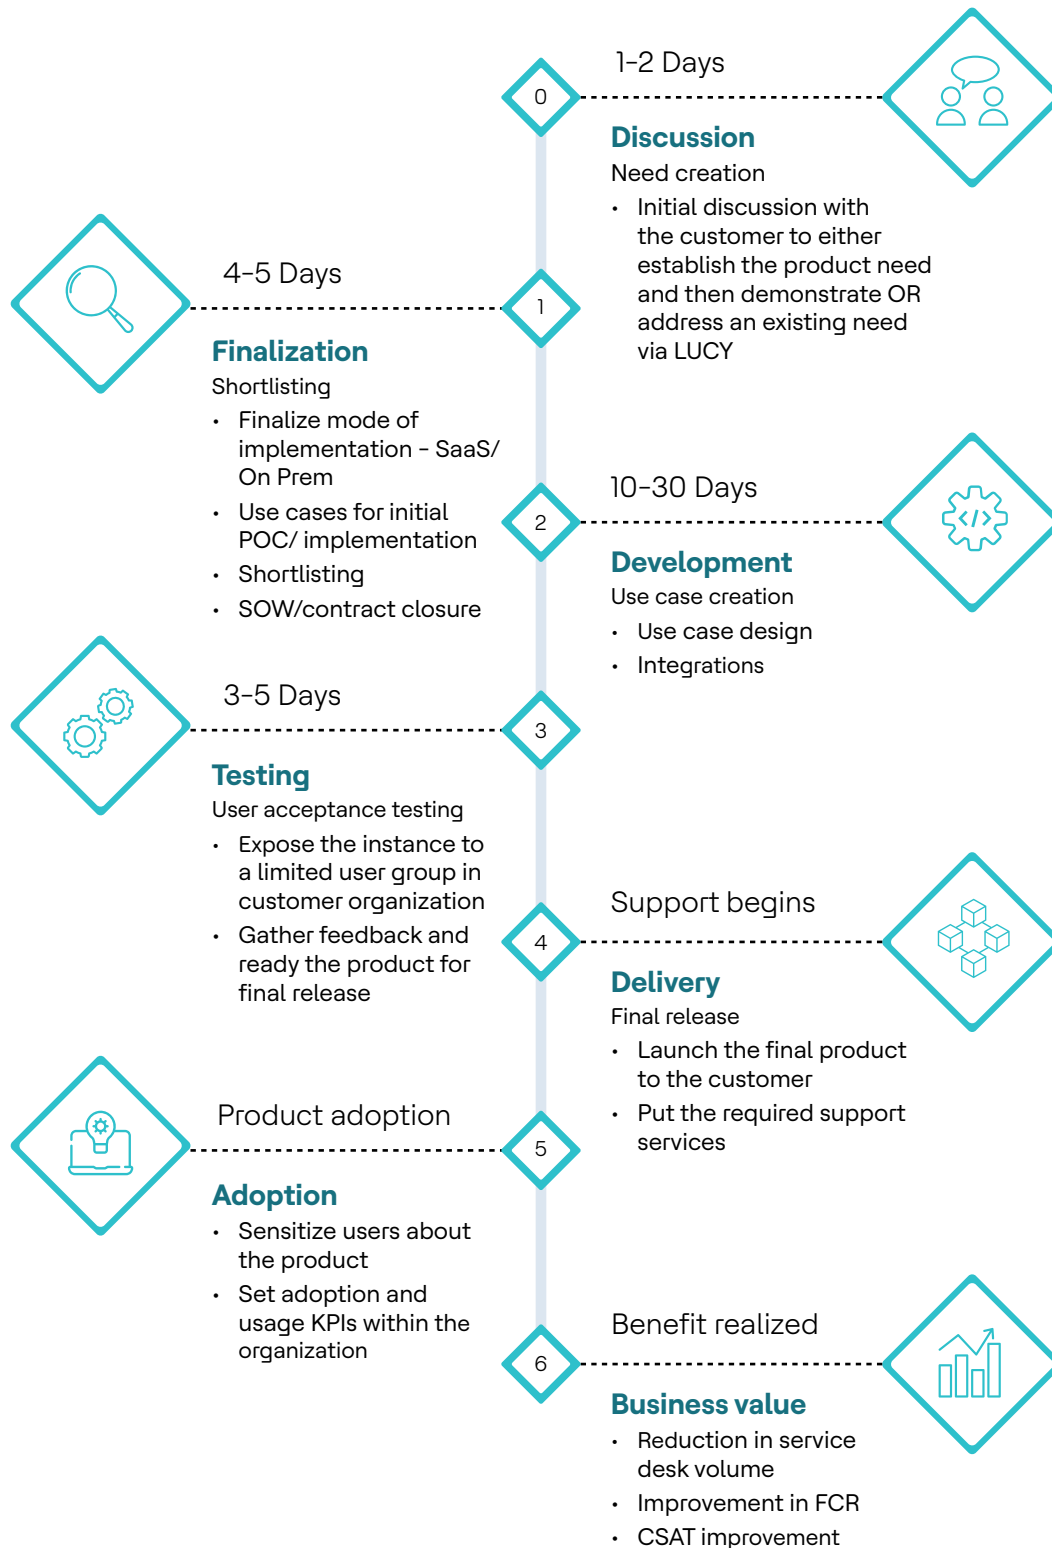 0
1-2 Days
Discussion
Need creation
• Initial discussion with
the customer to either
establish the product need
and then demonstrate OR
address an existing need
via LUCY
1
4-5 Days
Finalization
Shortlisting
• Finalize mode of
implementation - SaaS/
On Prem
• Use cases for initial
POC/ implementation
• Shortlisting
• SOW/contract closure
2
10-30 Days
</>
Development
Use case creation
• Use case design
• Integrations
3
3-5 Days
Testing
User acceptance testing
• Expose the instance to
a limited user group in
customer organization
• Gather feedback and
ready the product for
final release
4
Support begins
Delivery
Final release
• Launch the final product
to the customer
• Put the required support
services
5
Product adoption
Adoption
• Sensitize users about
the product
• Set adoption and
usage KPIs within the
organization
6
Benefit realized
Business value
• Reduction in service
desk volume
• Improvement in FCR
• CSAT improvement